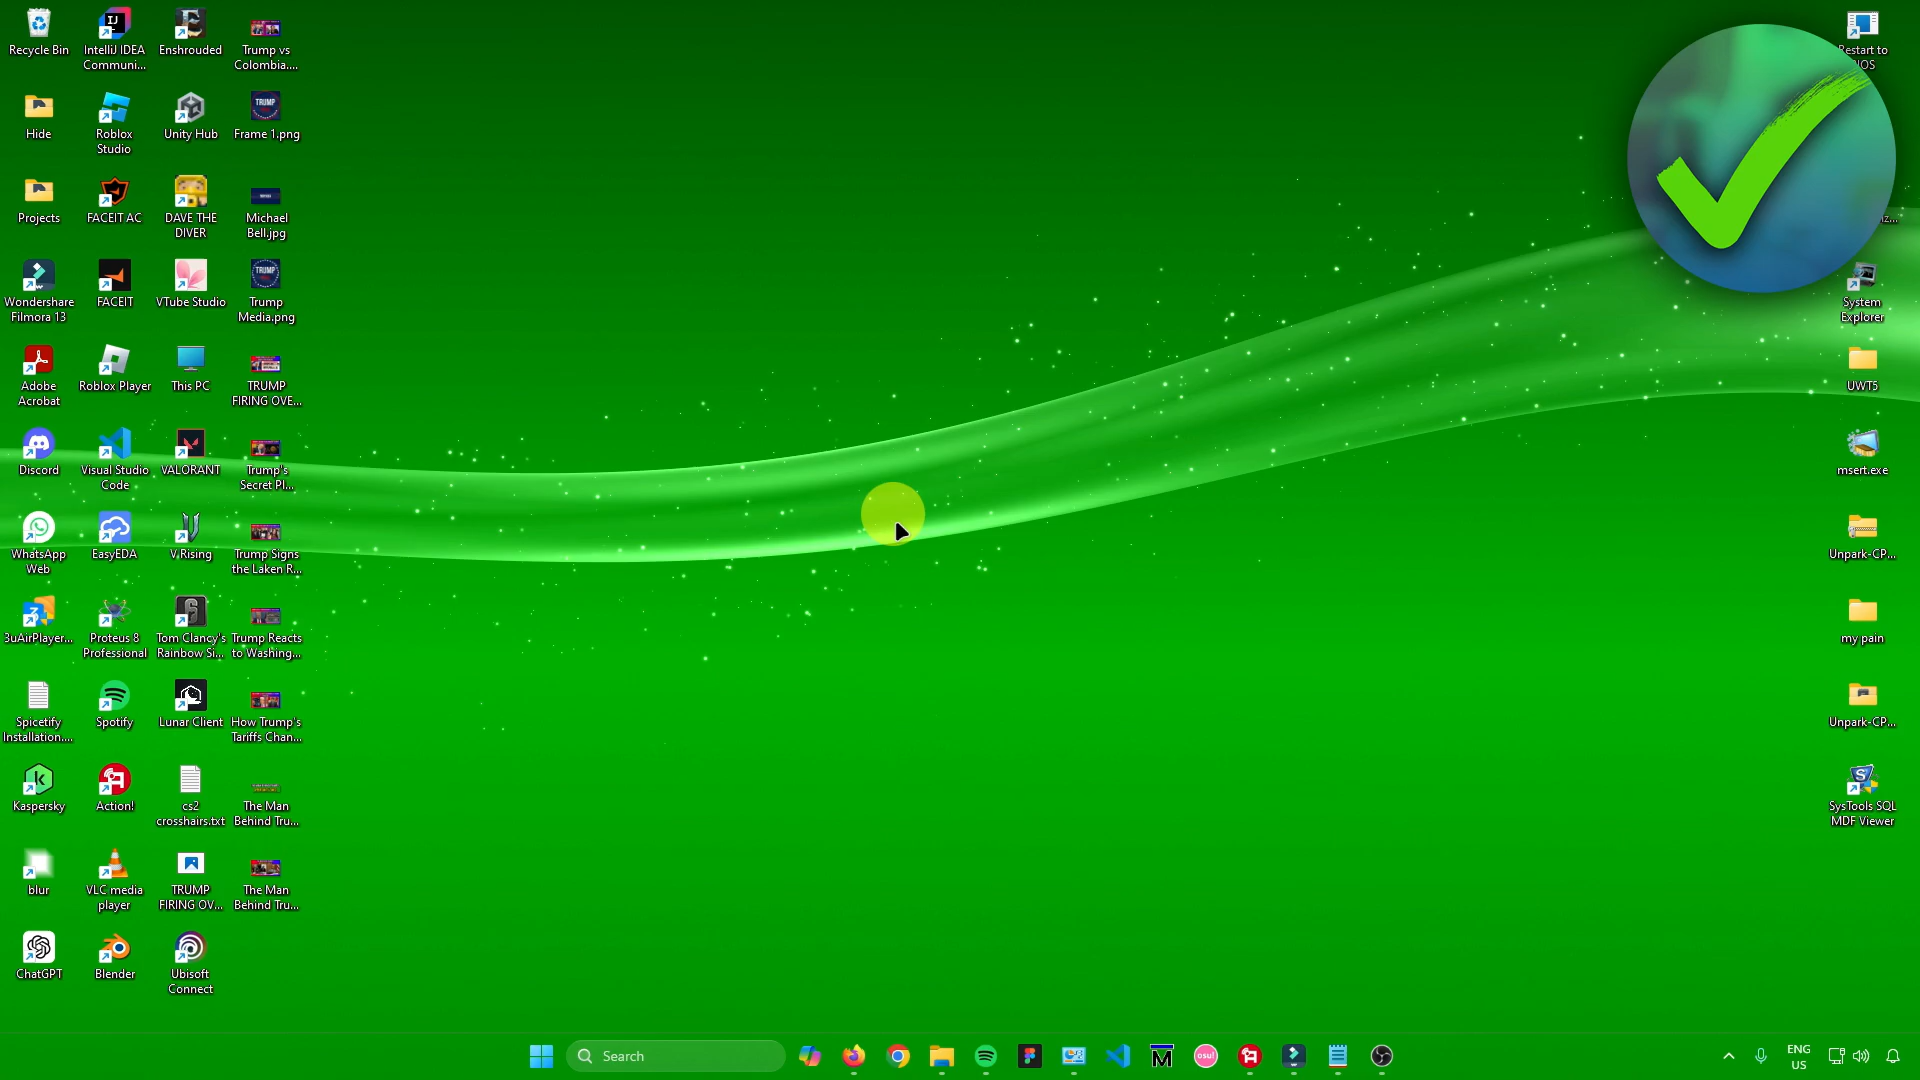 Recycle Bin
IntelliJ IDEA
Communi...
Enshrouded
Trump vs
Colombia....
Hide
Roblox
Studio
Unity Hub
Frame 1.png
Projects
FACEIT AC
DAVE THE
DIVER
Michael
Bell.jpg
Wondershare
Filmora 13
FACEIT
VTube Studio
Trump
Media.png
Adobe
Acrobat
Roblox Player
This PC
TRUMP
FIRING OVE...
Discord
Visual Studio
Code
VALORANT
Trump's
Secret Pl...
WhatsApp
Web
EasyEDA
V Rising
Trump Signs
the Laken R...
3uAirPlayer...
Proteus 8
Professional
Tom Clancy's
Rainbow Si...
Trump Reacts
to Washing...
Spicetify
Installation....
Spotify
Lunar Client
How Trump's
Tariffs Chan...
Kaspersky
Action!
cs2
crosshairs.txt
The Man
Behind Tru...
blur
VLC media
player
TRUMP
FIRING OV...
The Man
Behind Tru...
ChatGPT
Blender
Ubisoft
Connect
Restart to
System
Explorer
UWT5
msert.exe
Unpark-CP...
my pain
Unpark-CP...
SysTools SQL
MDF Viewer
Search
ENG
US